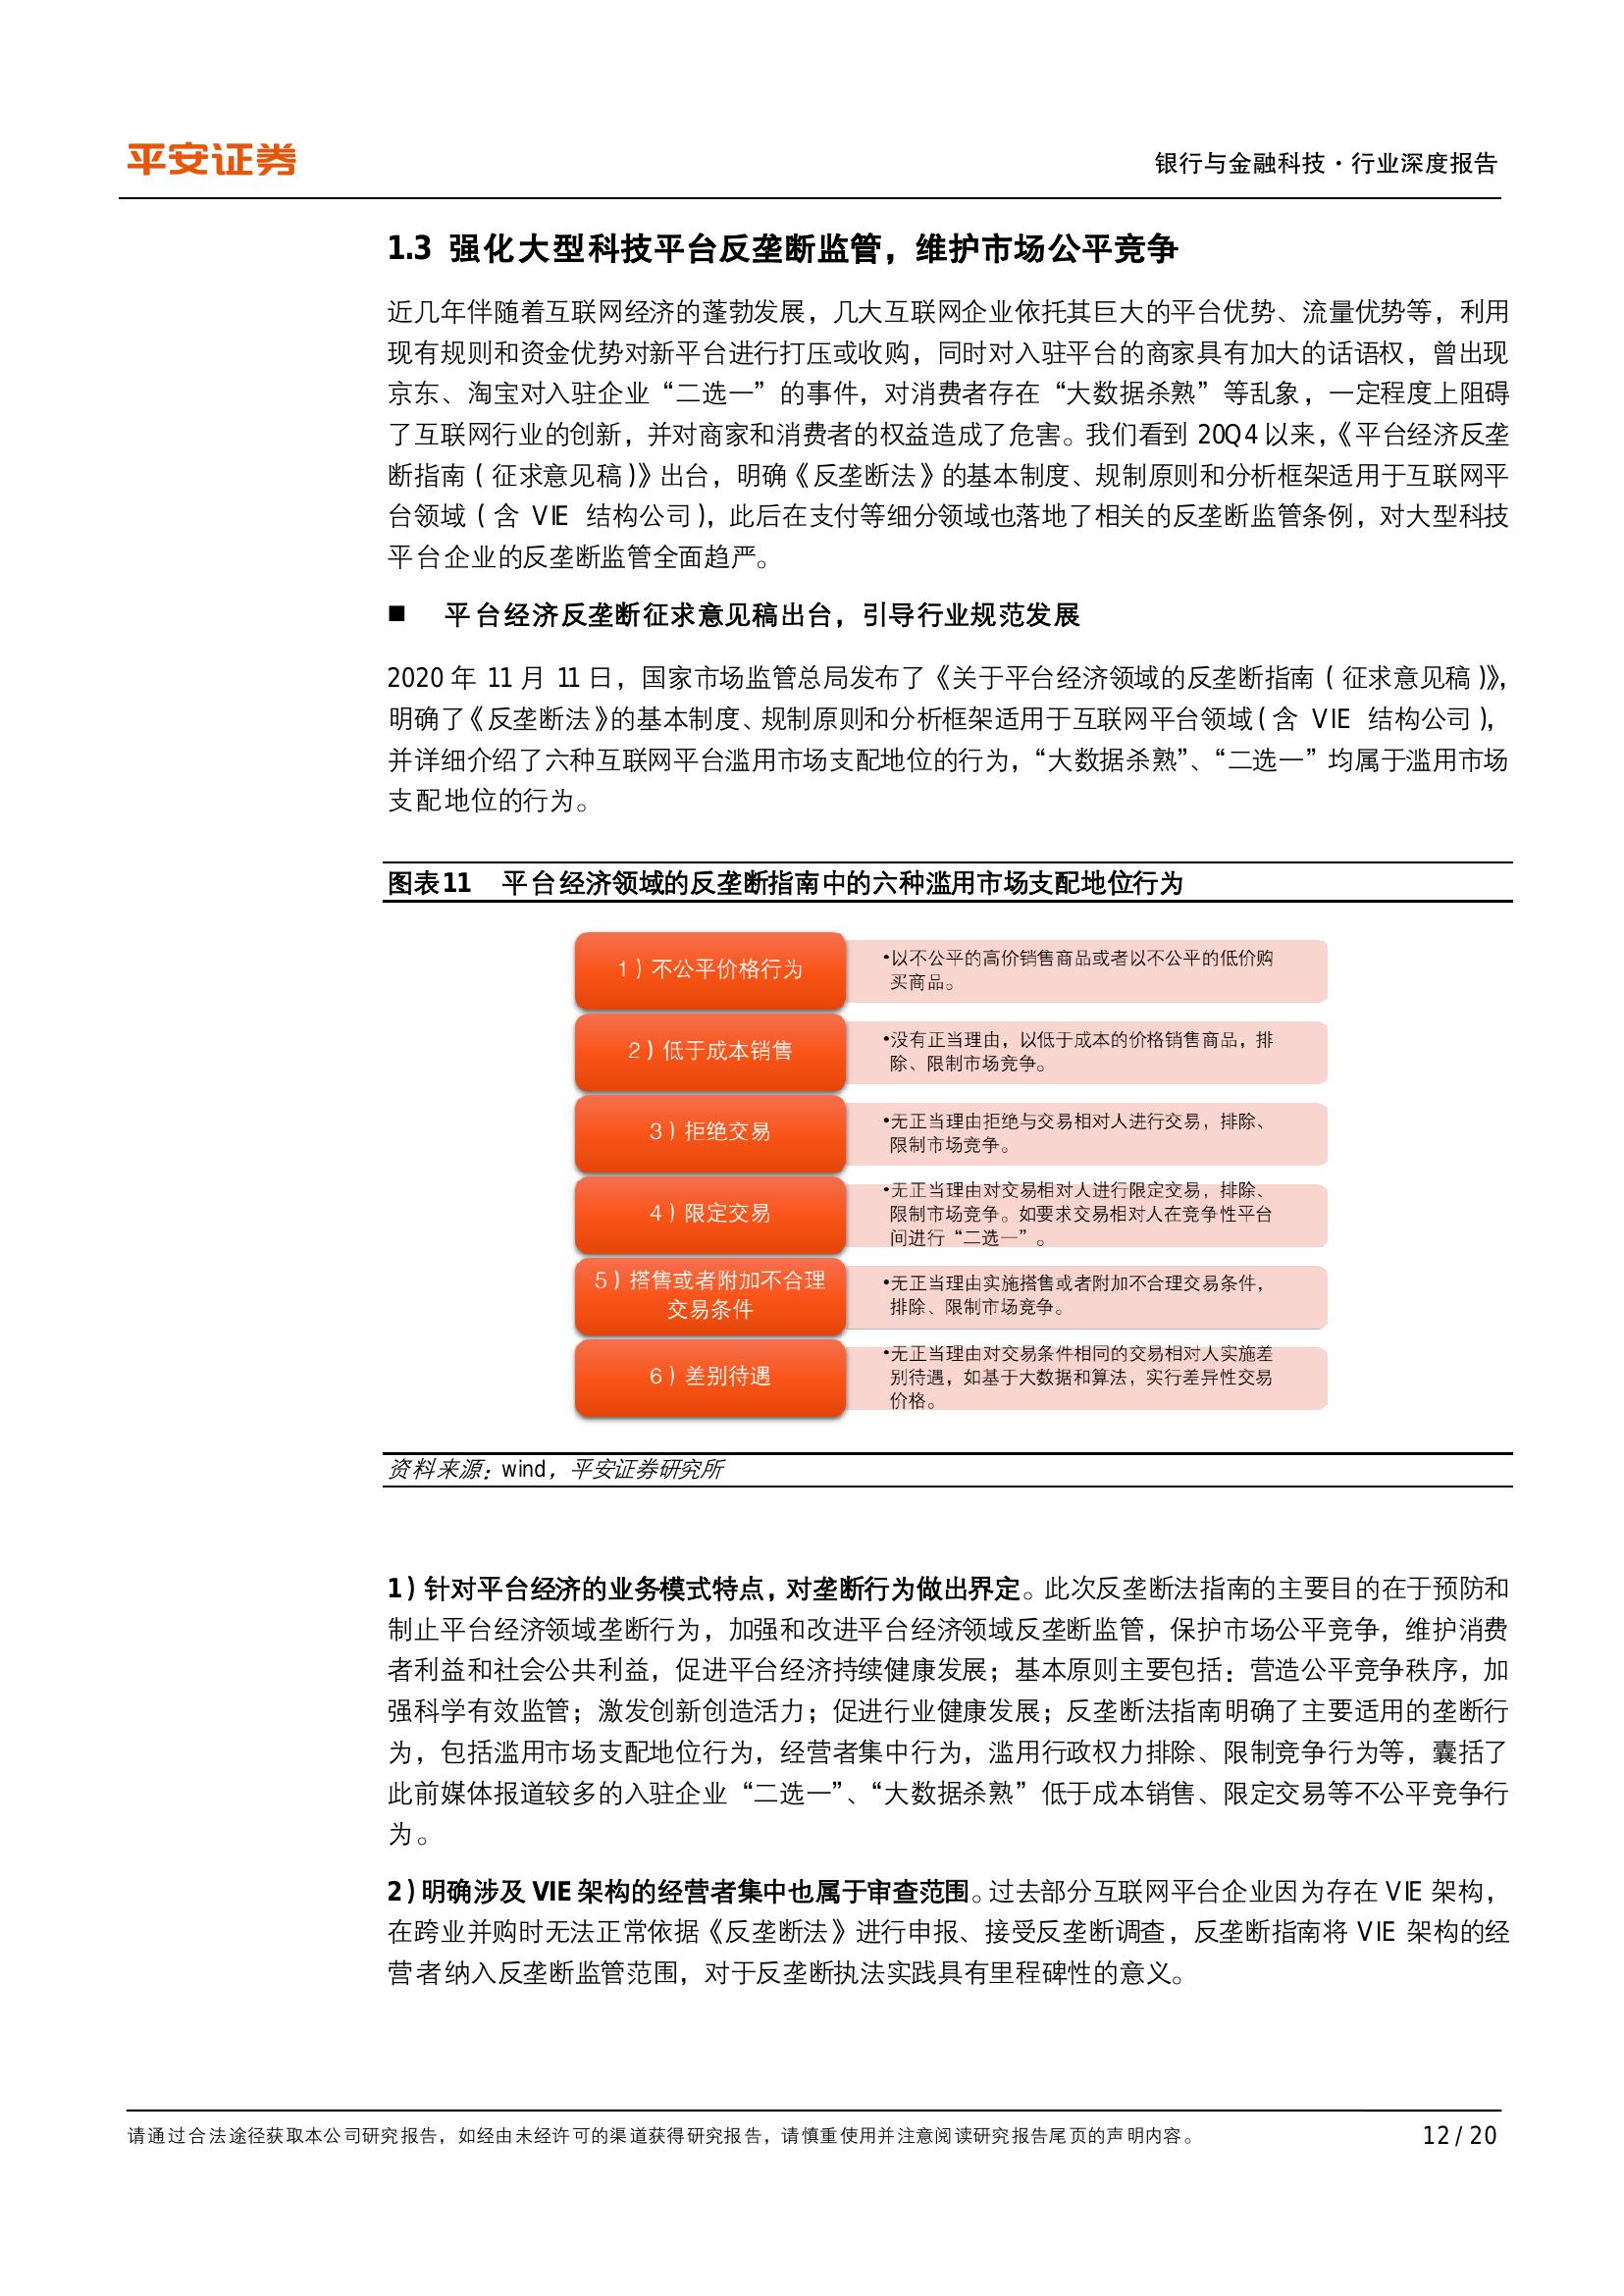 平安证券
银行与金融科技·行业深度报告
1.3 强化大型科技平台反垄断监管，维护市场公平竞争
近几年伴随着互联网经济的蓬勃发展，几大互联网企业依托其巨大的平台优势、流量优势等，利用
现有规则和资金优势对新平台进行打压或收购，同时对入驻平台的商家具有加大的话语权，曾出现
京东、淘宝对入驻企业“二选一”的事件，对消费者存在“大数据杀熟”等乱象，一定程度上阻碍
了互联网行业的创新，并对商家和消费者的权益造成了危害。我们看到 20Q4 以来，《平台经济反垄
断指南（征求意见稿）》出台，明确《反垄断法》的基本制度、规制原则和分析框架适用于互联网平
台领域（含 VIE 结构公司），此后在支付等细分领域也落地了相关的反垄断监管条例，对大型科技
平台企业的反垄断监管全面趋严。
■ 平台经济反垄断征求意见稿出台，引导行业规范发展
2020 年 11 月 11 日，国家市场监管总局发布了《关于平台经济领域的反垄断指南（征求意见稿）》，
明确了《反垄断法》的基本制度、规制原则和分析框架适用于互联网平台领域（含 VIE 结构公司），
并详细介绍了六种互联网平台滥用市场支配地位的行为，“大数据杀熟”、“二选一”均属于滥用市场
支配地位的行为。
图表11 平台经济领域的反垄断指南中的六种滥用市场支配地位行为
1）不公平价格行为
•以不公平的高价销售商品或者以不公平的低价购
买商品。
2）低于成本销售
•没有正当理由，以低于成本的价格销售商品，排
除、限制市场竞争。
3）拒绝交易
•无正当理由拒绝与交易相对人进行交易，排除、
限制市场竞争。
4）限定交易
•无正当理由对交易相对人进行限定交易，排除、
限制市场竞争。如要求交易相对人在竞争性平台
间进行“二选一”。
5）搭售或者附加不合理
交易条件
•无正当理由实施搭售或者附加不合理交易条件，
排除、限制市场竞争。
6）差别待遇
•无正当理由对交易条件相同的交易相对人实施差
别待遇，如基于大数据和算法，实行差异性交易
价格。
资料来源：wind，平安证券研究所
1）针对平台经济的业务模式特点，对垄断行为做出界定。此次反垄断法指南的主要目的在于预防和
制止平台经济领域垄断行为，加强和改进平台经济领域反垄断监管，保护市场公平竞争，维护消费
者利益和社会公共利益，促进平台经济持续健康发展；基本原则主要包括：营造公平竞争秩序，加
强科学有效监管；激发创新创造活力；促进行业健康发展；反垄断法指南明确了主要适用的垄断行
为，包括滥用市场支配地位行为，经营者集中行为，滥用行政权力排除、限制竞争行为等，囊括了
此前媒体报道较多的入驻企业“二选一”、“大数据杀熟”低于成本销售、限定交易等不公平竞争行
为。
2）明确涉及 VIE 架构的经营者集中也属于审查范围。过去部分互联网平台企业因为存在 VIE 架构，
在跨业并购时无法正常依据《反垄断法》进行申报、接受反垄断调查，反垄断指南将 VIE 架构的经
营者纳入反垄断监管范围，对于反垄断执法实践具有里程碑性的意义。
请通过合法途径获取本公司研究报告，如经由未经许可的渠道获得研究报告，请慎重使用并注意阅读研究报告尾页的声明内容。
12 / 20